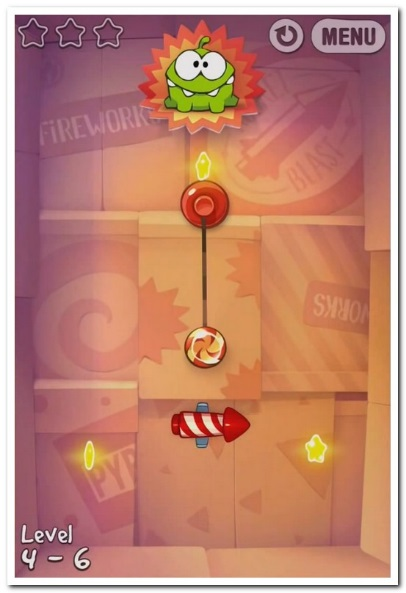 MENU
FIREWORKS
BLAST
WORKS
PYR
Level
4 - 6